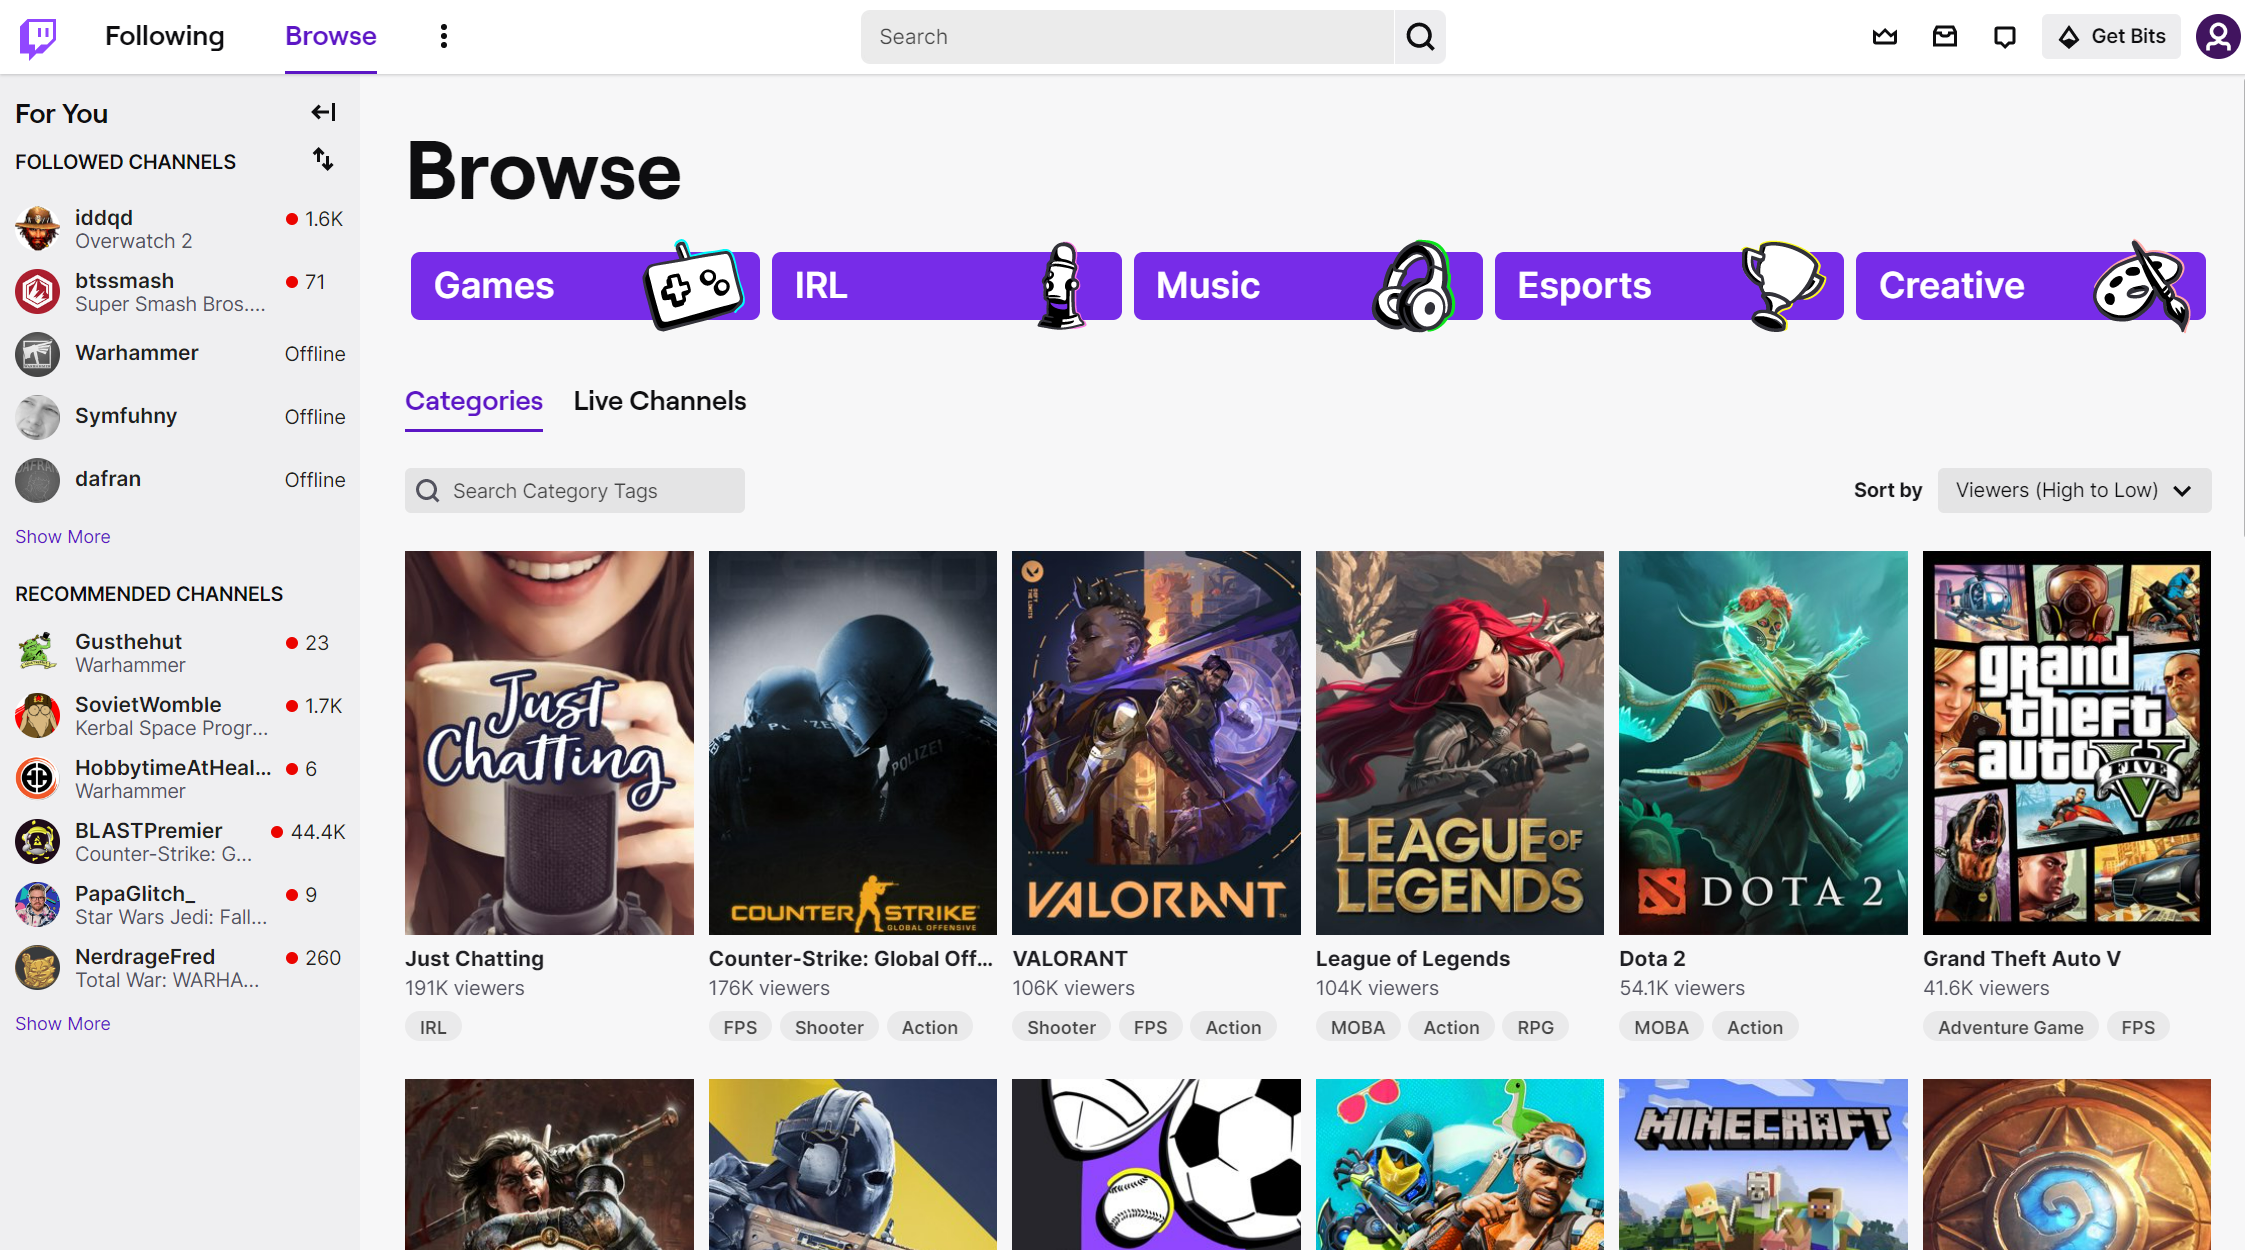 Following
Browse
Search
Get Bits
For You
FOLLOWED CHANNELS
iddqd
1.6K
Overwatch 2
btssmash
71
Super Smash Bros....
Warhammer
Offline
Symfuhny
Offline
dafran
Offline
Show More
RECOMMENDED CHANNELS
Gusthehut
23
Warhammer
SovietWomble
1.7K
Kerbal Space Progr...
HobbytimeAtHeal...
6
Warhammer
BLASTPremier
44.4K
Counter-Strike: G...
PapaGlitch_
9
Star Wars Jedi: Fall...
NerdrageFred
260
Total War: WARHA...
Show More
Browse
Games
IRL
Music
Esports
Creative
Categories
Live Channels
Search Category Tags
Sort by
Viewers (High to Low)
Just
Chatting
POLIZEI
COUNTER STRIKE
GLOBAL OFFENSIVE
VALORANT
LEAGUE OF
LEGENDS
DOTA 2
grand
theft
auto V
FIVE
Just Chatting
191K viewers
IRL
Counter-Strike: Global Off...
176K viewers
FPS Shooter Action
VALORANT
106K viewers
Shooter FPS Action
League of Legends
104K viewers
MOBA Action RPG
Dota 2
54.1K viewers
MOBA Action
Grand Theft Auto V
41.6K viewers
Adventure Game FPS
MINECRAFT